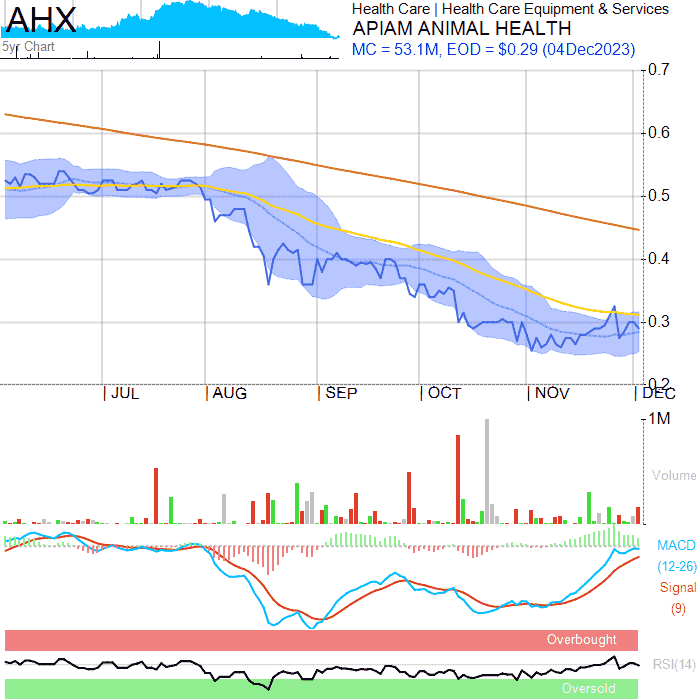 AHX
5yr Chart
Health Care | Health Care Equipment & Services
APIAM ANIMAL HEALTH
MC = 53.1M, EOD = $0.29 (04Dec2023)
0.7
0.6
0.5
0.4
0.3
0.2
JUL AUG SEP OCT NOV DEC
1M
Volume
MACD
(12-26)
Signal
(9)
Overbought
RSI(14)
Oversold